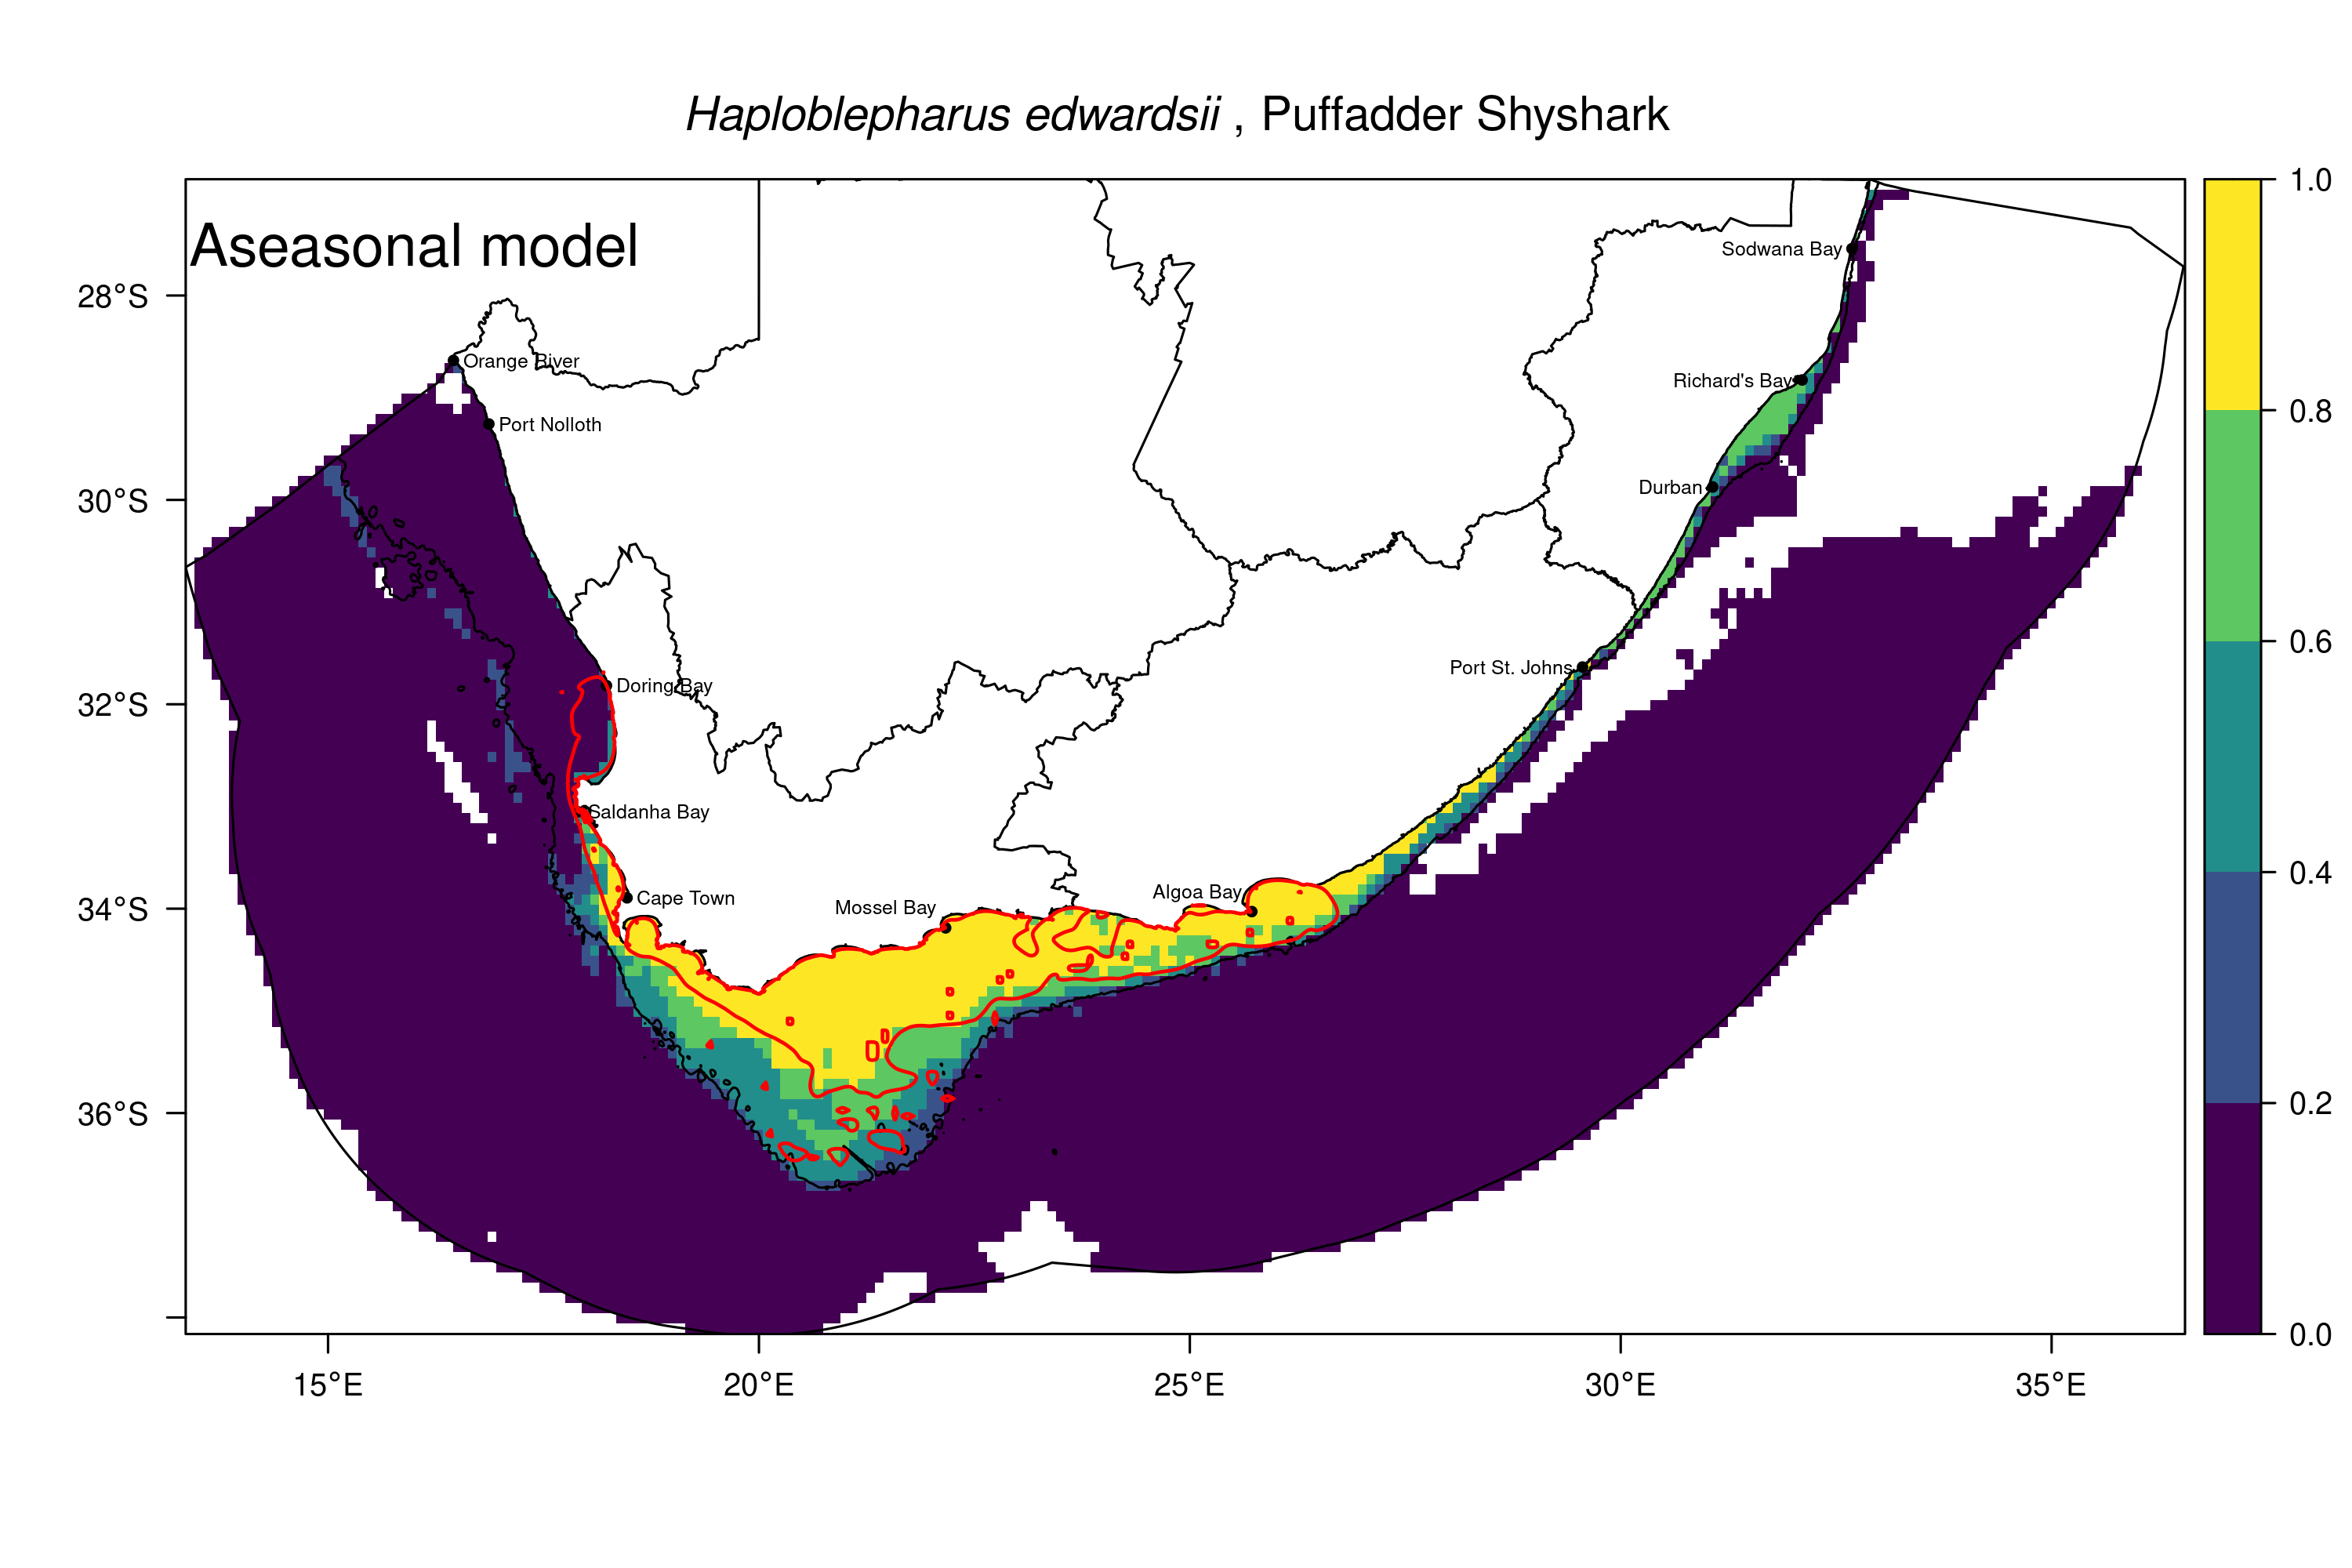 Haploblepharus edwardsii , Puffadder Shyshark
Aseasonal model
Sodwana Bay
Orange River
Richard's Bay
Port Nolloth
Durban
Port St. Johns
Doring Bay
Saldanha Bay
Cape Town
Mossel Bay
Algoa Bay
28°S
30°S
32°S
34°S
36°S
15°E
20°E
25°E
30°E
35°E
1.0
0.8
0.6
0.4
0.2
0.0